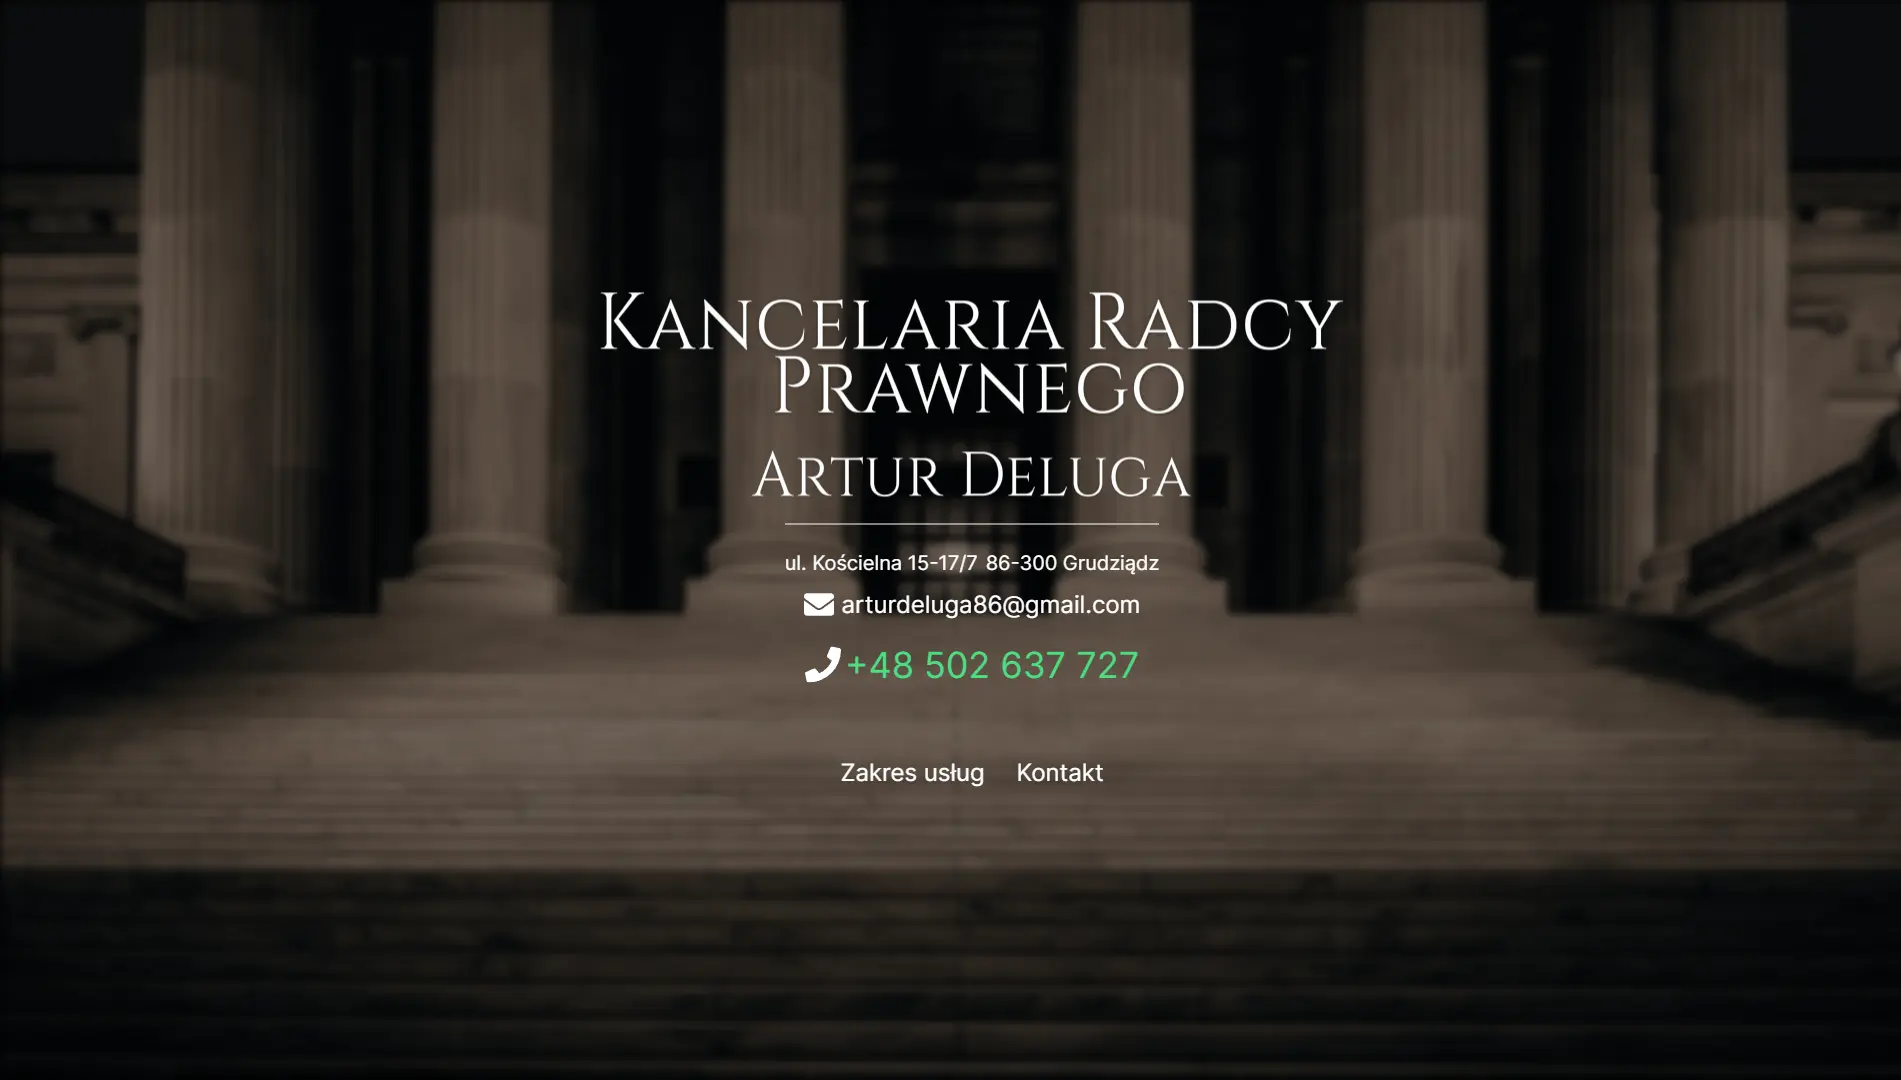 Kancelaria Radcy
Prawnego
Artur Deluga
ul. Kościelna 15-17/7 86-300 Grudziądz
arturdeluga86@gmail.com
+48 502 637 727
Zakres usług Kontakt